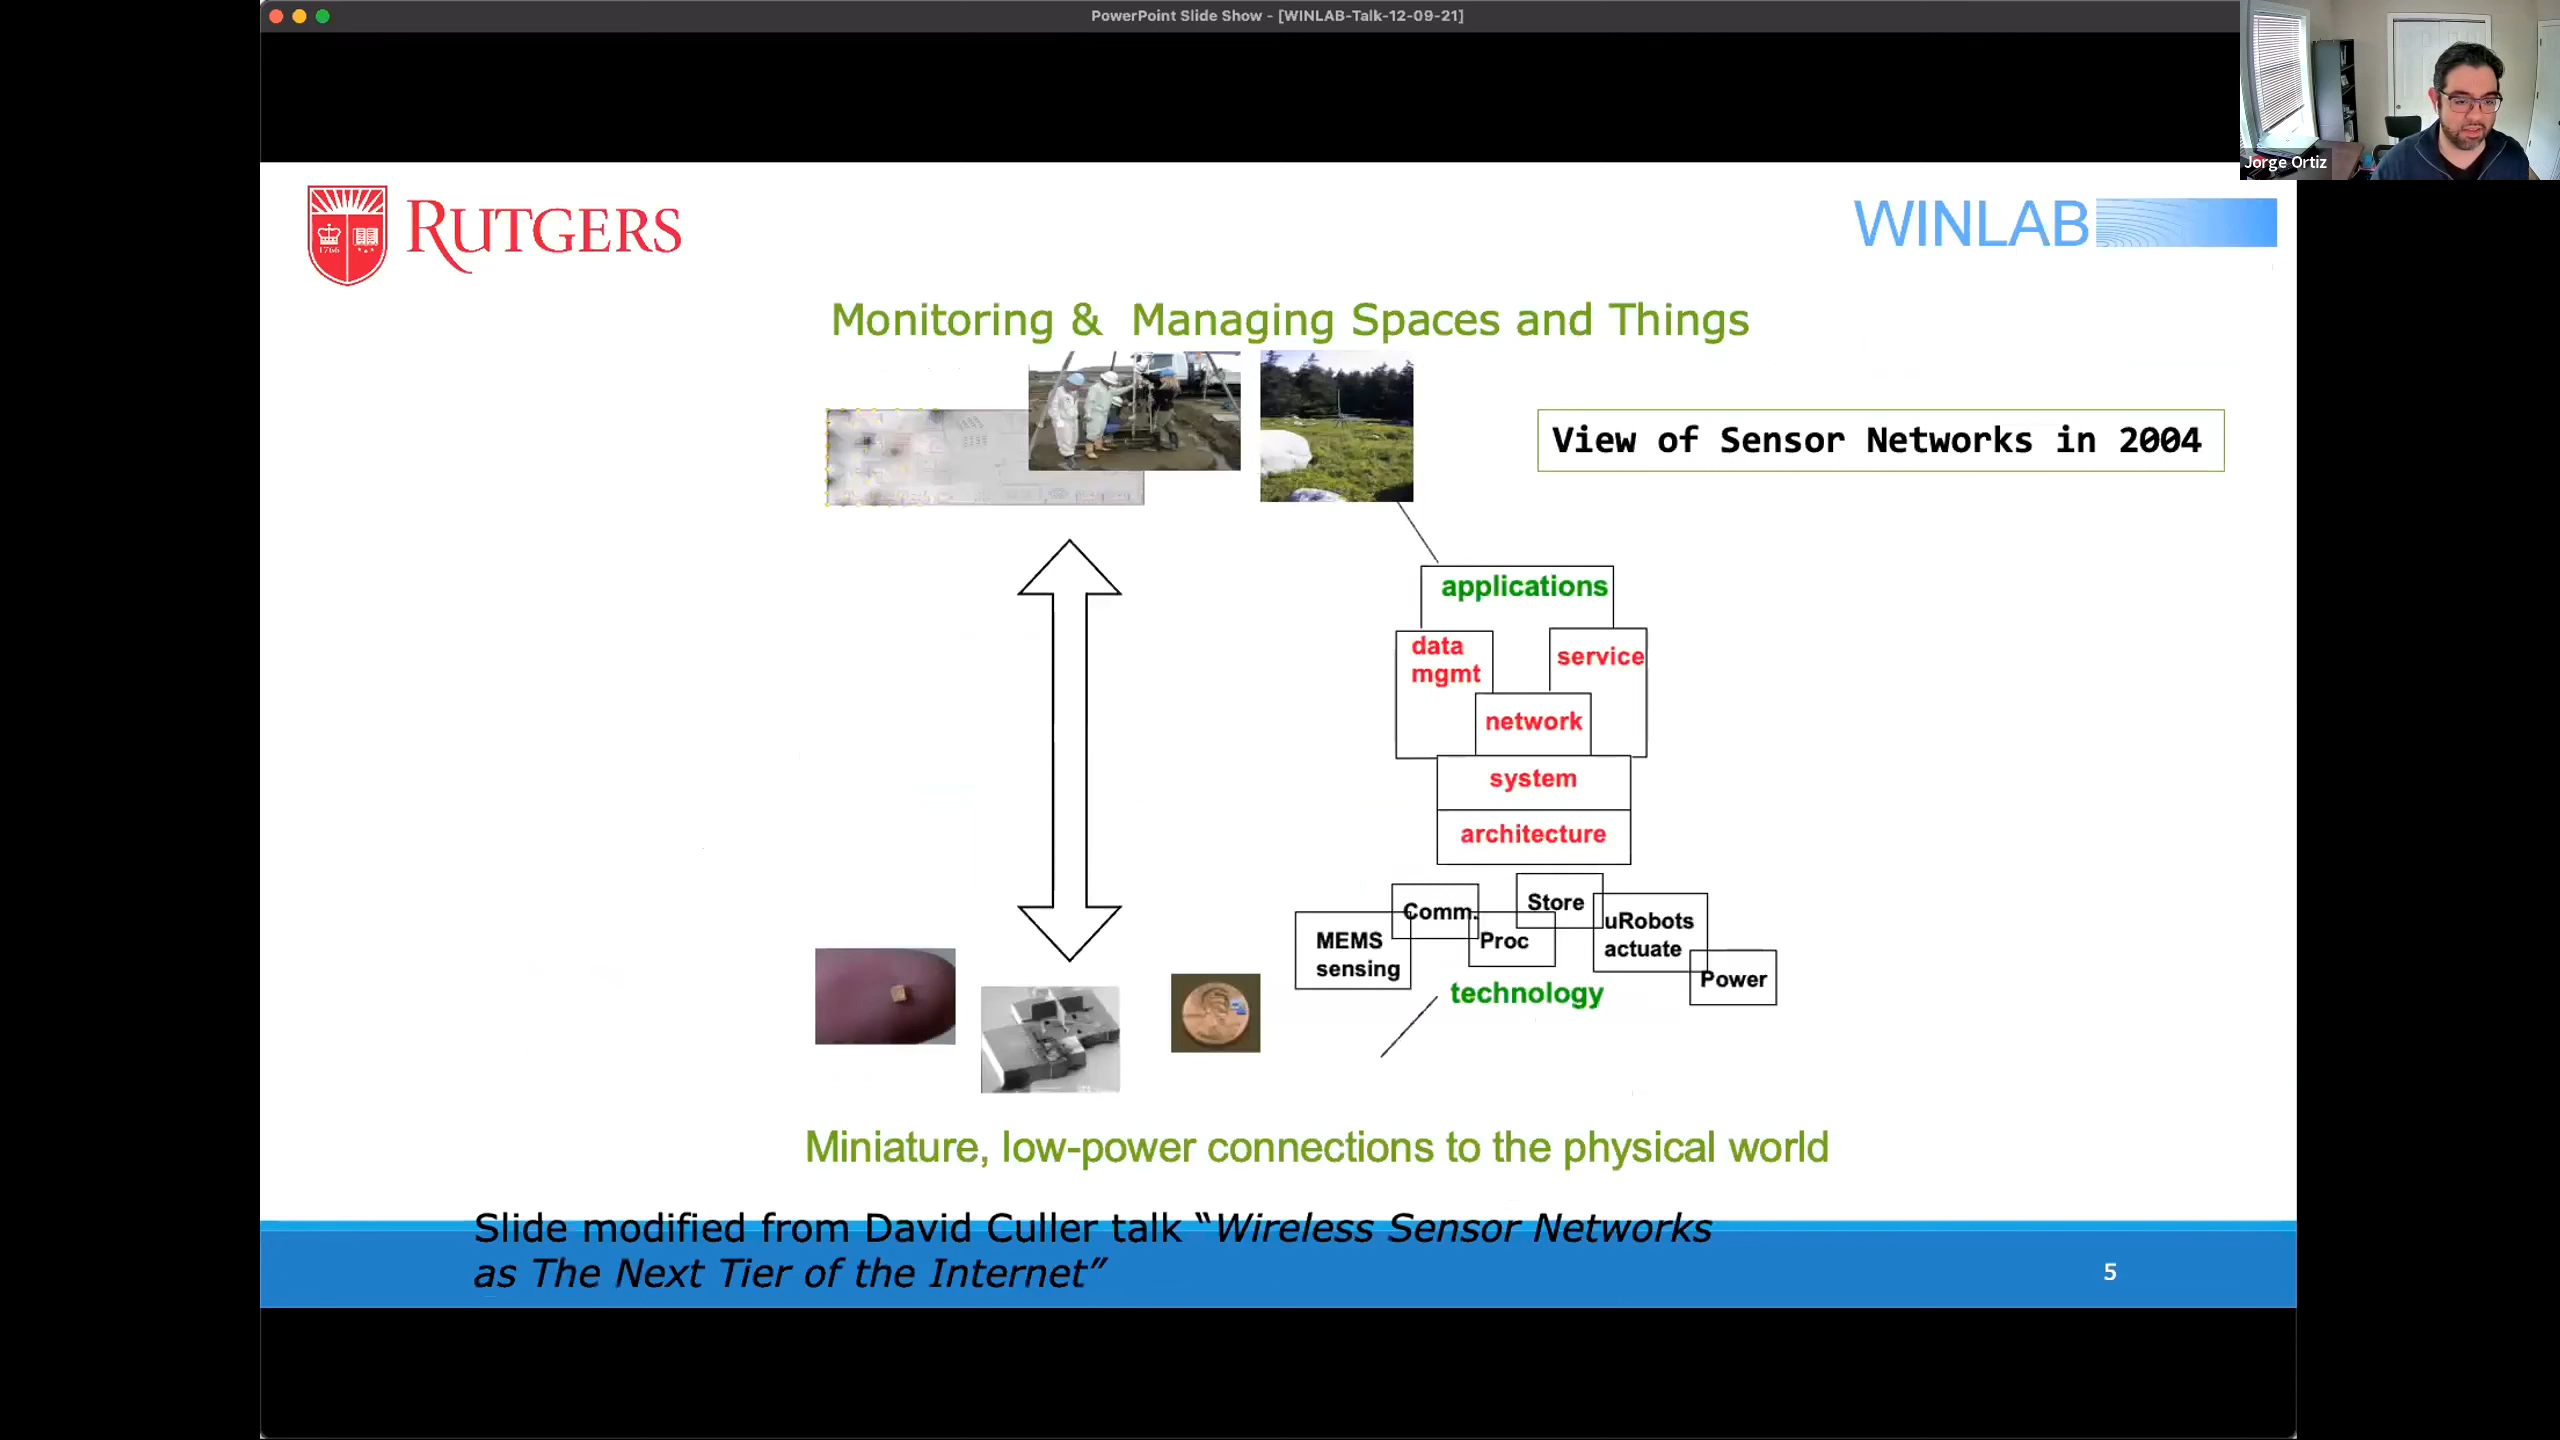 PowerPoint Slide Show - [WINLAB-Talk-12-09-21]
Jorge Ortiz
1766
RUTGERS
WINLAB
Monitoring &  Managing Spaces and Things
View of Sensor Networks in 2004
applications
data
mgmt
service
network
system
architecture
Comm.
Store
MEMS
sensing
Proc
uRobots
actuate
Power
technology
Miniature, low-power connections to the physical world
Slide modified from David Culler talk “Wireless Sensor Networks
as The Next Tier of the Internet”
5